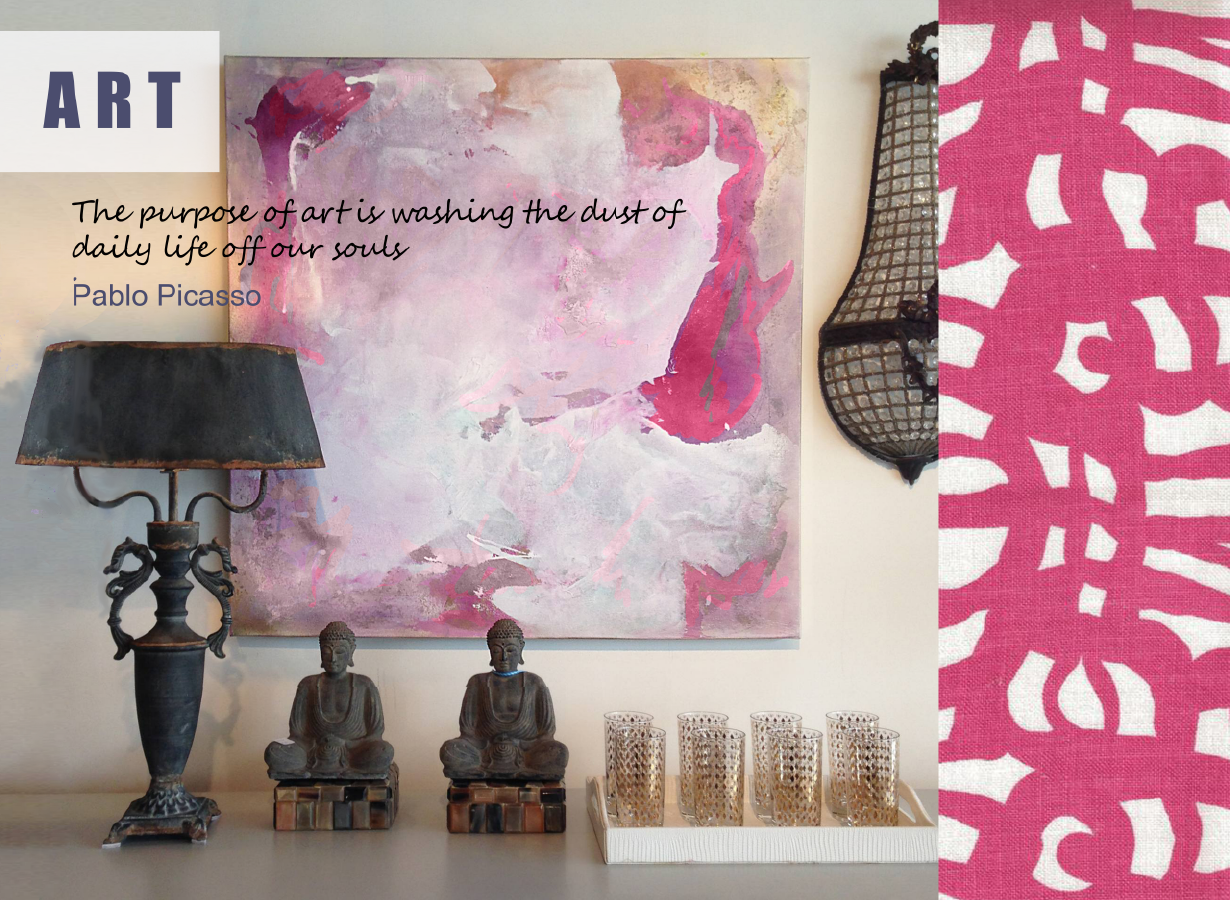 ART
The purpose of art is washing the dust of
daily life off our souls
Pablo Picasso